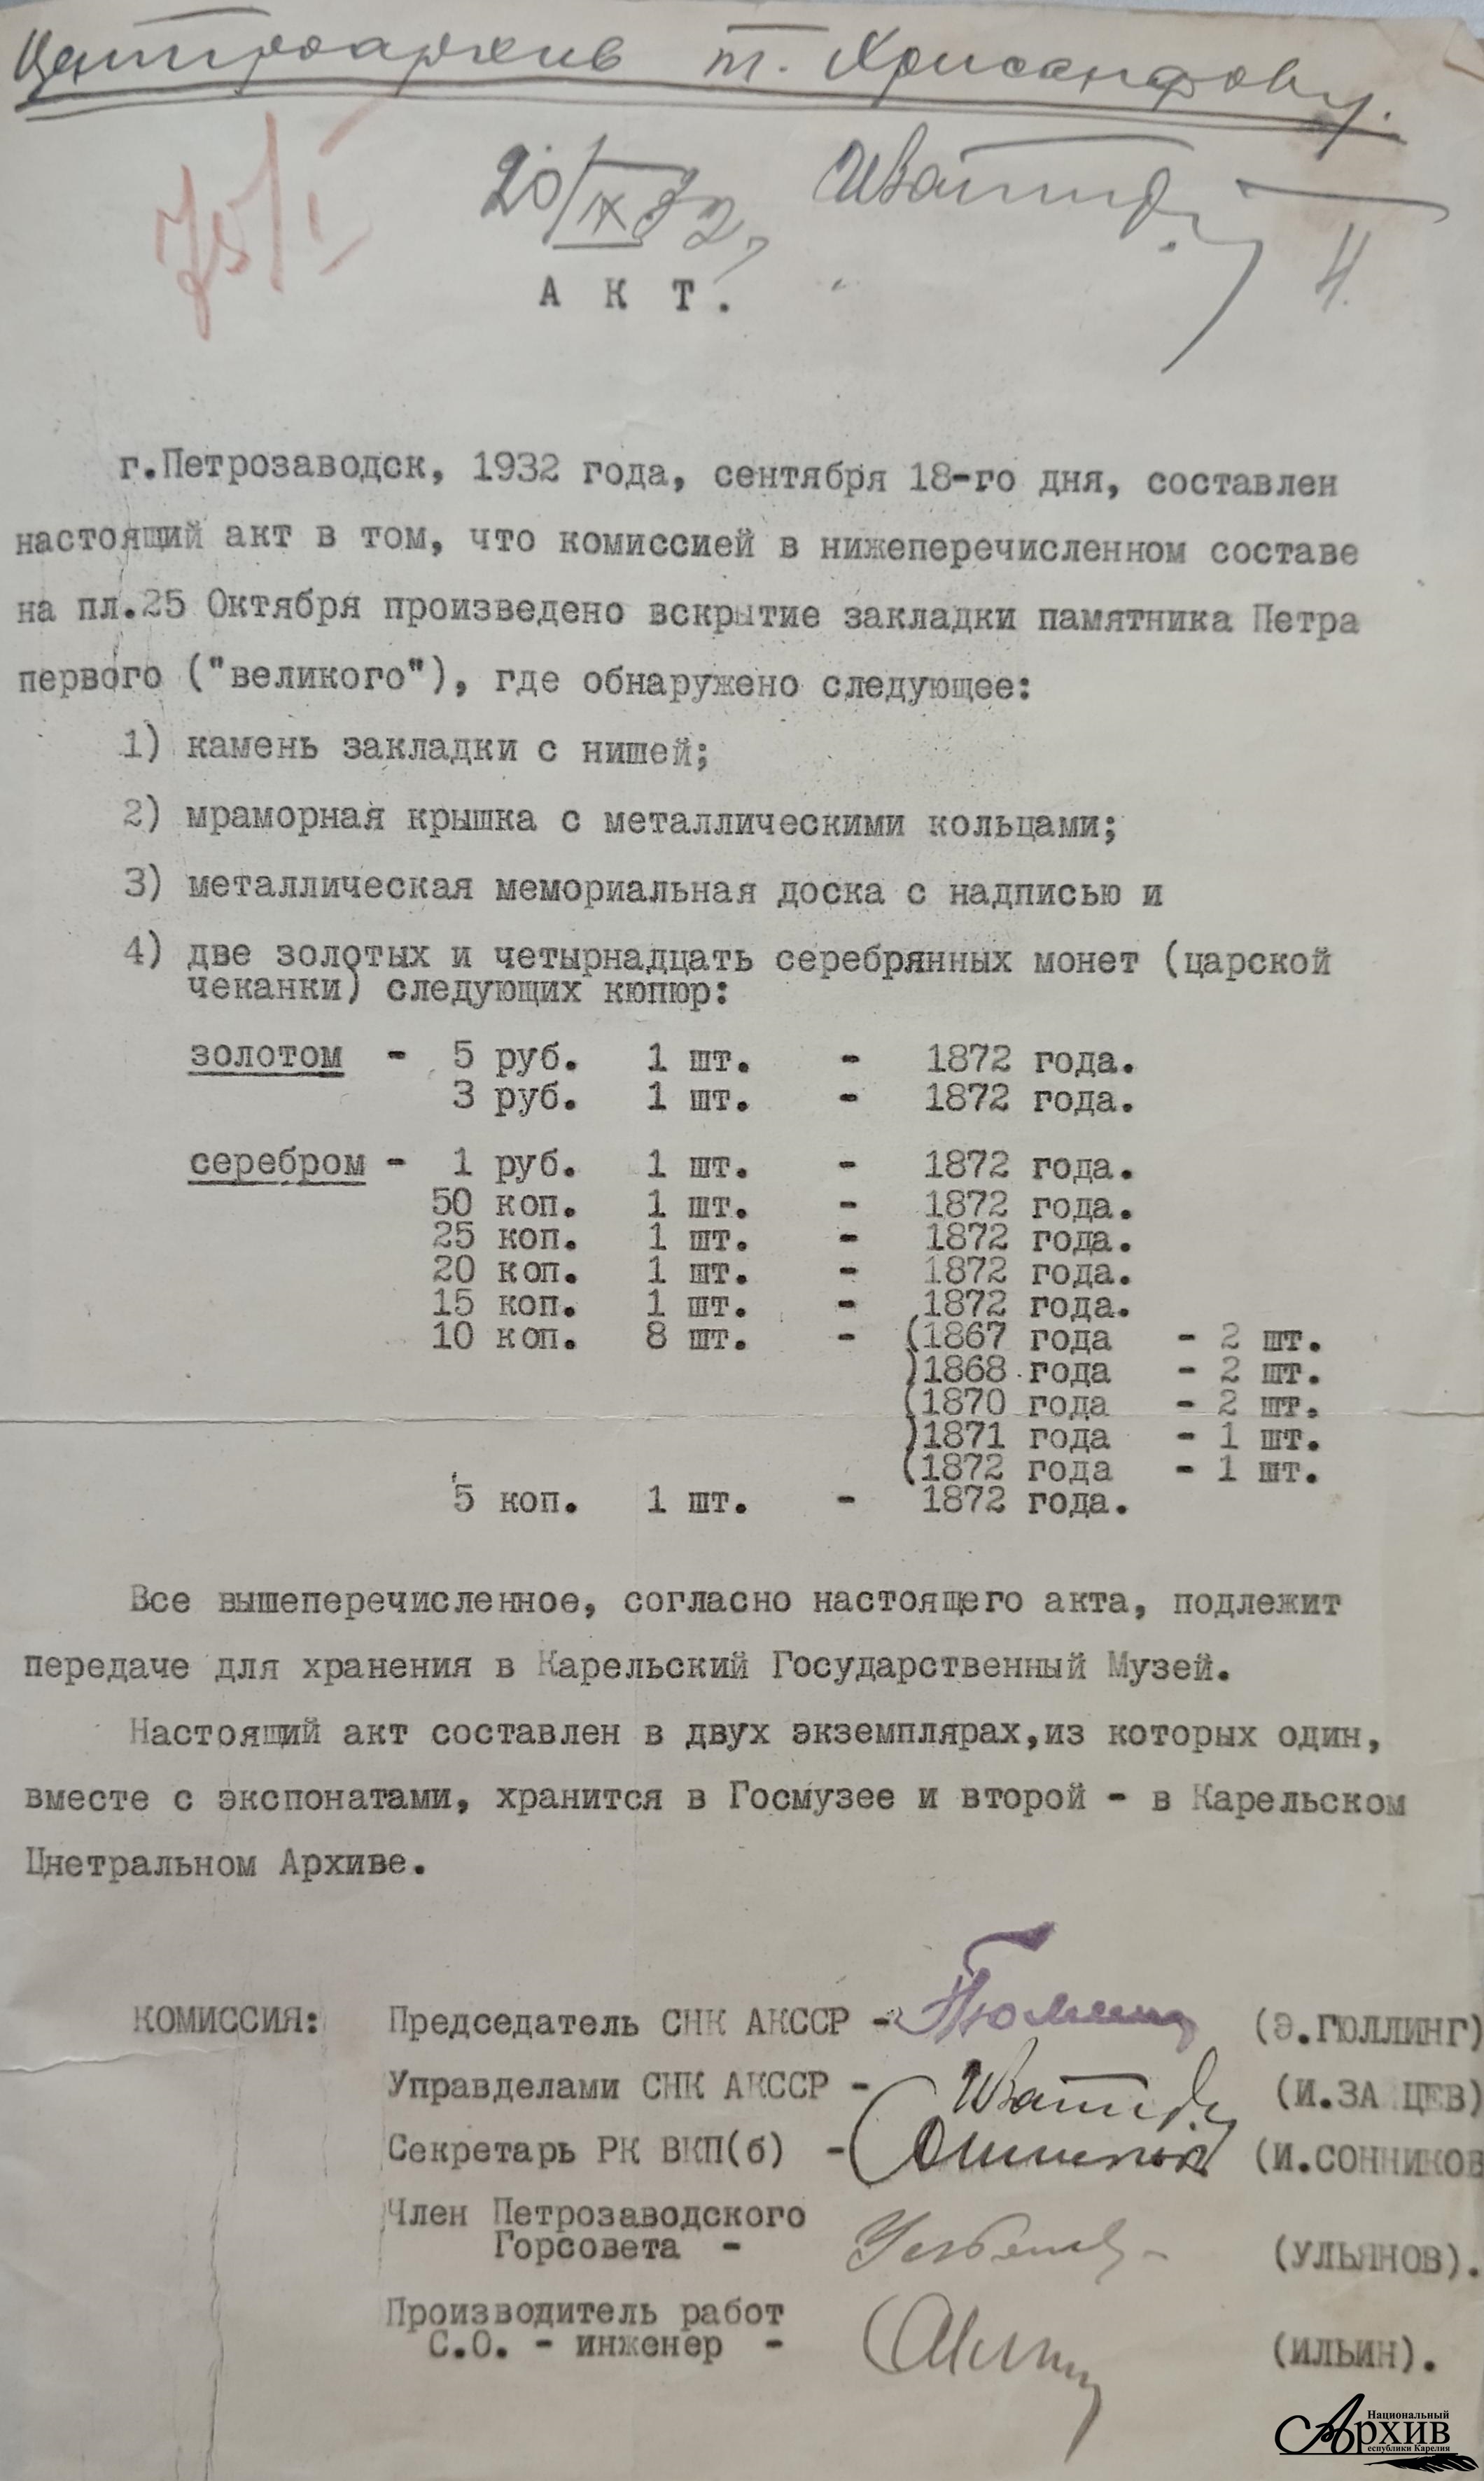 Центроархив т. Хрисанфову.
20/IX 32,
А К Т.
г.Петрозаводск, 1932 года, сентября 18-го дня, составлен
настоящий акт в том, что комиссией в нижеперечисленном составе
на пл.25 Октября произведено вскрытие закладки памятника Петра
первого ("великого"), где обнаружено следующее:
1) камень закладки с нишей;
2) мраморная крышка с металлическими кольцами;
3) металлическая мемориальная доска с надписью и
4) две золотых и четырнадцать серебрянных монет (царской
чеканки) следующих кюпюр:
золотом - 5 руб. 1 шт. - 1872 года.
3 руб. 1 шт. - 1872 года.
серебром - 1 руб. 1 шт. - 1872 года.
50 коп. 1 шт. - 1872 года.
25 коп. 1 шт. - 1872 года.
20 коп. 1 шт. - 1872 года.
15 коп. 1 шт. - 1872 года.
10 коп. 8 шт. - (1867 года - 2 шт.
)1868 года - 2 шт.
(1870 года - 2 шт.
)1871 года - 1 шт.
(1872 года - 1 шт.
5 коп. 1 шт. - 1872 года.
Все вышеперечисленное, согласно настоящего акта, подлежит
передаче для хранения в Карельский Государственный Музей.
Настоящий акт составлен в двух экземплярах,из которых один,
вместе с экспонатами, хранится в Госмузее и второй - в Карельском
Цнетральном Архиве.
КОМИССИЯ: Председатель СНК АКССР - (Э.ГЮЛЛИНГ)
Управделами СНК АКССР - (И.ЗА ЦЕВ)
Секретарь РК ВКП(б) - (И.СОННИКОВ
Член Петрозаводского
Горсовета - (УЛЬЯНОВ).
Производитель работ
С.О. - инженер - (ИЛЬИН).
Национальный
Архив
Республики Карелия